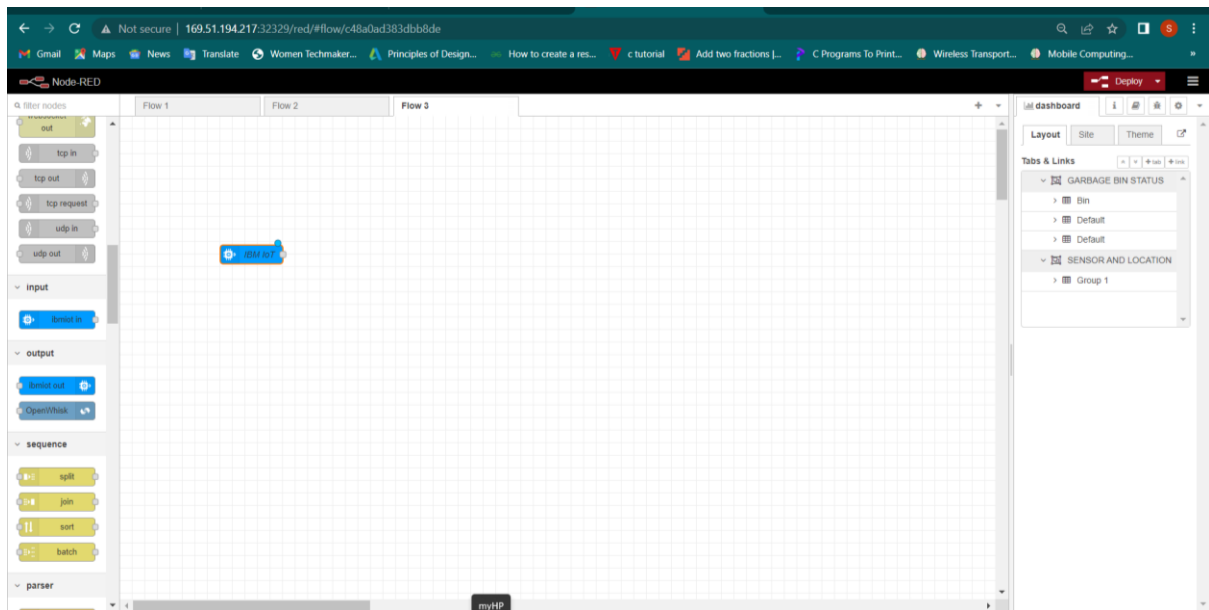 Not secure | 169.51.194.217:32329/red/#flow/c48a0ad383dbb8de
S
Gmail Maps News Translate Women Techmaker... Principles of Design... How to create a res... c tutorial Add two fractions |... C Programs To Print... Wireless Transport... Mobile Computing... »
Node-RED Deploy
filter nodes Flow 1 Flow 2 Flow 3 dashboard
out
tcp in
tcp out
tcp request
udp in
udp out
input
ibmiot in
output
ibmiot out
OpenWhisk
sequence
split
join
sort
batch
parser
IBM IoT
Layout Site Theme
Tabs & Links + tab + link
GARBAGE BIN STATUS
Bin
Default
Default
SENSOR AND LOCATION
Group 1
myHP